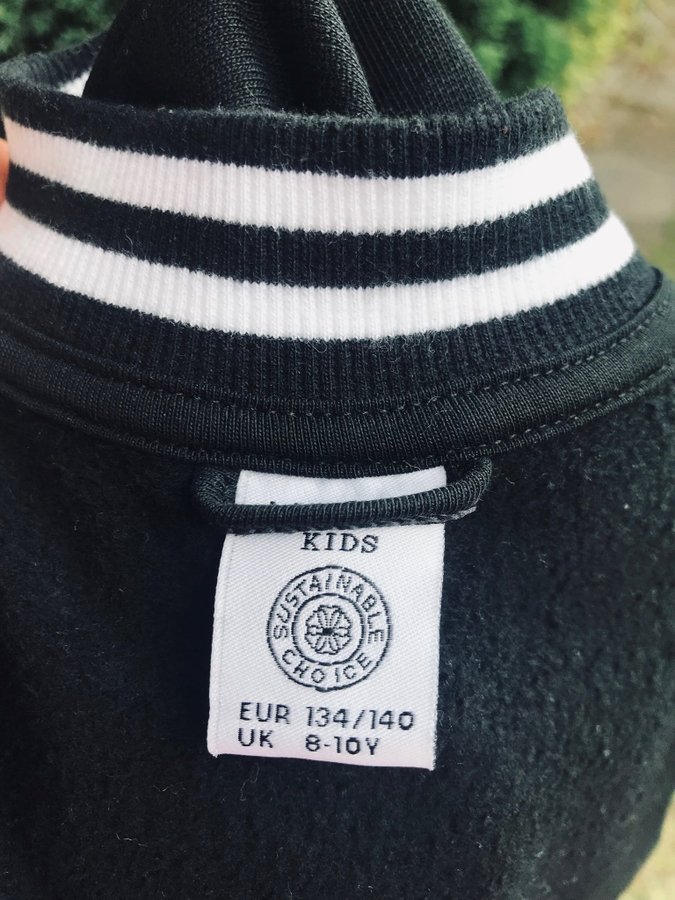 KIDS
SUSTAINABLE
CHOICE
EUR 134/140
UK 8-10Y